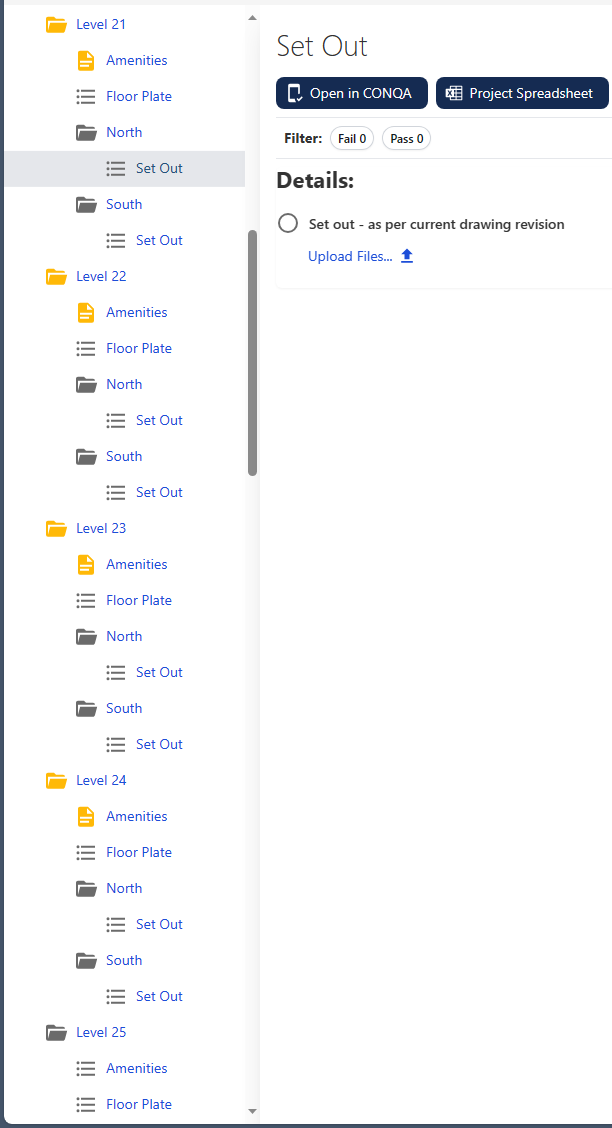 Level 21
Amenities
Floor Plate
North
Set Out
South
Set Out
Level 22
Amenities
Floor Plate
North
Set Out
South
Set Out
Level 23
Amenities
Floor Plate
North
Set Out
South
Set Out
Level 24
Amenities
Floor Plate
North
Set Out
South
Set Out
Level 25
Amenities
Floor Plate
Set Out
Open in CONQA Project Spreadsheet
Filter: Fail 0 Pass 0
Details:
Set out - as per current drawing revision
Upload Files...